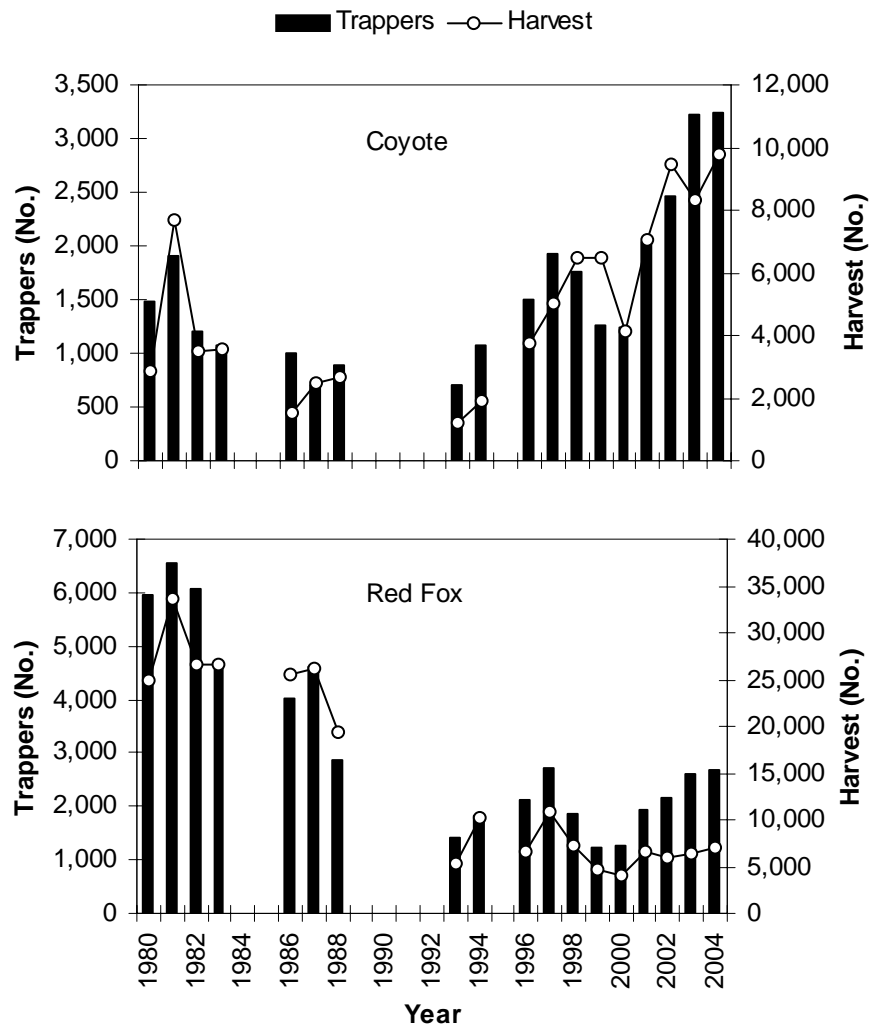 Trappers Harvest
3,500 12,000
3,000 10,000
2,500 8,000
2,000 6,000
1,500 4,000
1,000 2,000
500 0
0
Coyote
Trappers (No.)
Harvest (No.)
7,000 40,000
6,000 35,000
5,000 30,000
4,000 25,000
3,000 20,000
2,000 15,000
1,000 10,000
0 5,000
0
Red Fox
Trappers (No.)
Harvest (No.)
1980 1982 1984 1986 1988 1990 1992 1994 1996 1998 2000 2002 2004
Year